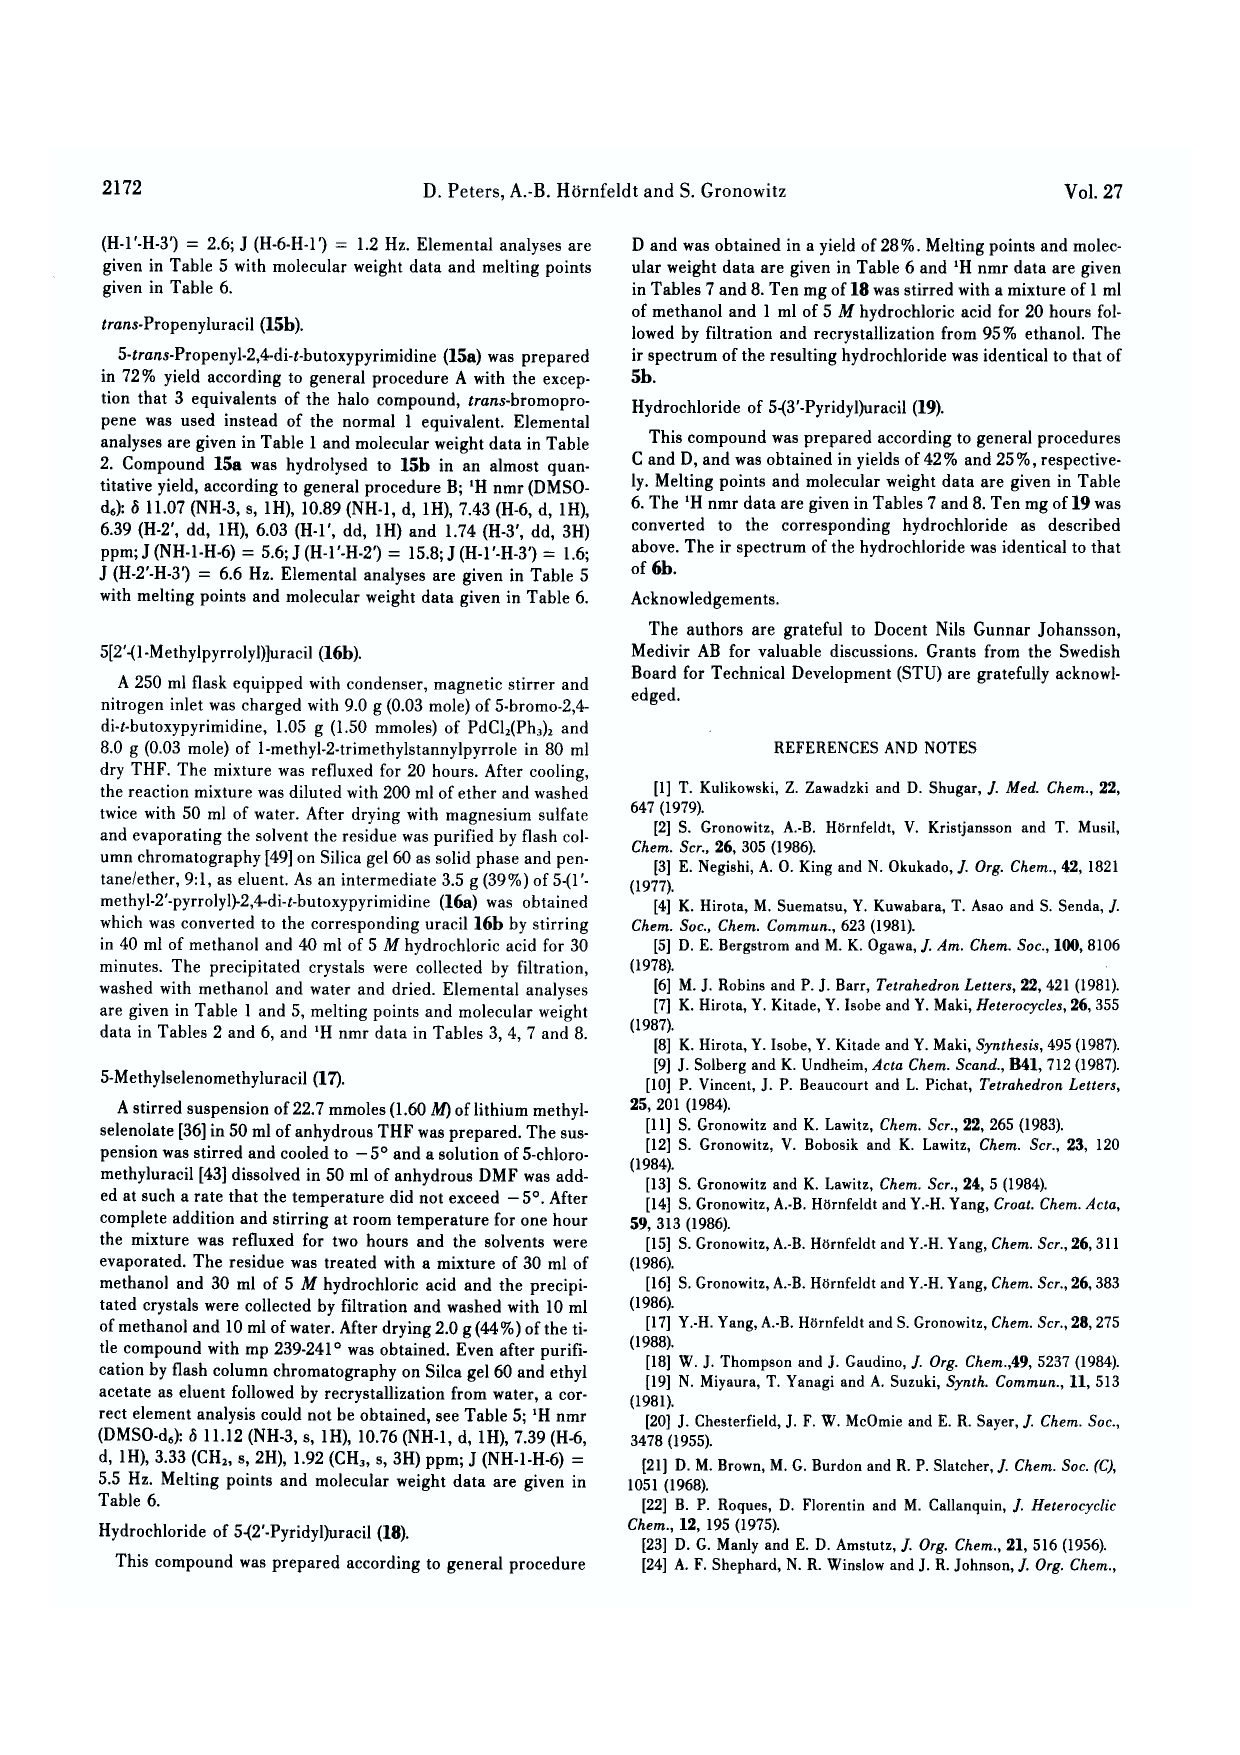 2172
D. Peters, A.-B. Hörnfeldt and S. Gronowitz
Vol. 27
(H-1′-H-3′) = 2.6; J (H-6-H-1′) = 1.2 Hz. Elemental analyses are
given in Table 5 with molecular weight data and melting points
given in Table 6.
trans-Propenyluracil (15b).
5-trans-Propenyl-2,4-di-t-butoxypyrimidine (15a) was prepared
in 72% yield according to general procedure A with the excep-
tion that 3 equivalents of the halo compound, trans-bromopro-
pene was used instead of the normal 1 equivalent. Elemental
analyses are given in Table 1 and molecular weight data in Table
2. Compound 15a was hydrolysed to 15b in an almost quan-
titative yield, according to general procedure B; ¹H nmr (DMSO-
d₆): δ 11.07 (NH-3, s, 1H), 10.89 (NH-1, d, 1H), 7.43 (H-6, d, 1H),
6.39 (H-2′, dd, 1H), 6.03 (H-1′, dd, 1H) and 1.74 (H-3′, dd, 3H)
ppm; J (NH-1-H-6) = 5.6; J (H-1′-H-2′) = 15.8; J (H-1′-H-3′) = 1.6;
J (H-2′-H-3′) = 6.6 Hz. Elemental analyses are given in Table 5
with melting points and molecular weight data given in Table 6.
5[2′-(1-Methylpyrrolyl)]uracil (16b).
A 250 ml flask equipped with condenser, magnetic stirrer and
nitrogen inlet was charged with 9.0 g (0.03 mole) of 5-bromo-2,4-
di-t-butoxypyrimidine, 1.05 g (1.50 mmoles) of PdCl₂(Ph₃)₂ and
8.0 g (0.03 mole) of 1-methyl-2-trimethylstannylpyrrole in 80 ml
dry THF. The mixture was refluxed for 20 hours. After cooling,
the reaction mixture was diluted with 200 ml of ether and washed
twice with 50 ml of water. After drying with magnesium sulfate
and evaporating the solvent the residue was purified by flash col-
umn chromatography [49] on Silica gel 60 as solid phase and pen-
tane/ether, 9:1, as eluent. As an intermediate 3.5 g (39%) of 5-(1′-
methyl-2′-pyrrolyl)-2,4-di-t-butoxypyrimidine (16a) was obtained
which was converted to the corresponding uracil 16b by stirring
in 40 ml of methanol and 40 ml of 5 M hydrochloric acid for 30
minutes. The precipitated crystals were collected by filtration,
washed with methanol and water and dried. Elemental analyses
are given in Table 1 and 5, melting points and molecular weight
data in Tables 2 and 6, and ¹H nmr data in Tables 3, 4, 7 and 8.
5-Methylselenomethyluracil (17).
A stirred suspension of 22.7 mmoles (1.60 M) of lithium methyl-
selenolate [36] in 50 ml of anhydrous THF was prepared. The sus-
pension was stirred and cooled to −5° and a solution of 5-chloro-
methyluracil [43] dissolved in 50 ml of anhydrous DMF was add-
ed at such a rate that the temperature did not exceed −5°. After
complete addition and stirring at room temperature for one hour
the mixture was refluxed for two hours and the solvents were
evaporated. The residue was treated with a mixture of 30 ml of
methanol and 30 ml of 5 M hydrochloric acid and the precipi-
tated crystals were collected by filtration and washed with 10 ml
of methanol and 10 ml of water. After drying 2.0 g (44%) of the ti-
tle compound with mp 239-241° was obtained. Even after purifi-
cation by flash column chromatography on Silca gel 60 and ethyl
acetate as eluent followed by recrystallization from water, a cor-
rect element analysis could not be obtained, see Table 5; ¹H nmr
(DMSO-d₆): δ 11.12 (NH-3, s, 1H), 10.76 (NH-1, d, 1H), 7.39 (H-6,
d, 1H), 3.33 (CH₂, s, 2H), 1.92 (CH₃, s, 3H) ppm; J (NH-1-H-6) =
5.5 Hz. Melting points and molecular weight data are given in
Table 6.
Hydrochloride of 5-(2′-Pyridyl)uracil (18).
This compound was prepared according to general procedure
D and was obtained in a yield of 28%. Melting points and molec-
ular weight data are given in Table 6 and ¹H nmr data are given
in Tables 7 and 8. Ten mg of 18 was stirred with a mixture of 1 ml
of methanol and 1 ml of 5 M hydrochloric acid for 20 hours fol-
lowed by filtration and recrystallization from 95% ethanol. The
ir spectrum of the resulting hydrochloride was identical to that of
5b.
Hydrochloride of 5-(3′-Pyridyl)uracil (19).
This compound was prepared according to general procedures
C and D, and was obtained in yields of 42% and 25%, respective-
ly. Melting points and molecular weight data are given in Table
6. The ¹H nmr data are given in Tables 7 and 8. Ten mg of 19 was
converted to the corresponding hydrochloride as described
above. The ir spectrum of the hydrochloride was identical to that
of 6b.
Acknowledgements.
The authors are grateful to Docent Nils Gunnar Johansson,
Medivir AB for valuable discussions. Grants from the Swedish
Board for Technical Development (STU) are gratefully acknowl-
edged.
REFERENCES AND NOTES
[1] T. Kulikowski, Z. Zawadzki and D. Shugar, J. Med. Chem., 22,
647 (1979).
[2] S. Gronowitz, A.-B. Hörnfeldt, V. Kristjansson and T. Musil,
Chem. Scr., 26, 305 (1986).
[3] E. Negishi, A. O. King and N. Okukado, J. Org. Chem., 42, 1821
(1977).
[4] K. Hirota, M. Suematsu, Y. Kuwabara, T. Asao and S. Senda, J.
Chem. Soc., Chem. Commun., 623 (1981).
[5] D. E. Bergstrom and M. K. Ogawa, J. Am. Chem. Soc., 100, 8106
(1978).
[6] M. J. Robins and P. J. Barr, Tetrahedron Letters, 22, 421 (1981).
[7] K. Hirota, Y. Kitade, Y. Isobe and Y. Maki, Heterocycles, 26, 355
(1987).
[8] K. Hirota, Y. Isobe, Y. Kitade and Y. Maki, Synthesis, 495 (1987).
[9] J. Solberg and K. Undheim, Acta Chem. Scand., B41, 712 (1987).
[10] P. Vincent, J. P. Beaucourt and L. Pichat, Tetrahedron Letters,
25, 201 (1984).
[11] S. Gronowitz and K. Lawitz, Chem. Scr., 22, 265 (1983).
[12] S. Gronowitz, V. Bobosik and K. Lawitz, Chem. Scr., 23, 120
(1984).
[13] S. Gronowitz and K. Lawitz, Chem. Scr., 24, 5 (1984).
[14] S. Gronowitz, A.-B. Hörnfeldt and Y.-H. Yang, Croat. Chem. Acta,
59, 313 (1986).
[15] S. Gronowitz, A.-B. Hörnfeldt and Y.-H. Yang, Chem. Scr., 26, 311
(1986).
[16] S. Gronowitz, A.-B. Hörnfeldt and Y.-H. Yang, Chem. Scr., 26, 383
(1986).
[17] Y.-H. Yang, A.-B. Hörnfeldt and S. Gronowitz, Chem. Scr., 28, 275
(1988).
[18] W. J. Thompson and J. Gaudino, J. Org. Chem.,49, 5237 (1984).
[19] N. Miyaura, T. Yanagi and A. Suzuki, Synth. Commun., 11, 513
(1981).
[20] J. Chesterfield, J. F. W. McOmie and E. R. Sayer, J. Chem. Soc.,
3478 (1955).
[21] D. M. Brown, M. G. Burdon and R. P. Slatcher, J. Chem. Soc. (C),
1051 (1968).
[22] B. P. Roques, D. Florentin and M. Callanquin, J. Heterocyclic
Chem., 12, 195 (1975).
[23] D. G. Manly and E. D. Amstutz, J. Org. Chem., 21, 516 (1956).
[24] A. F. Shephard, N. R. Winslow and J. R. Johnson, J. Org. Chem.,